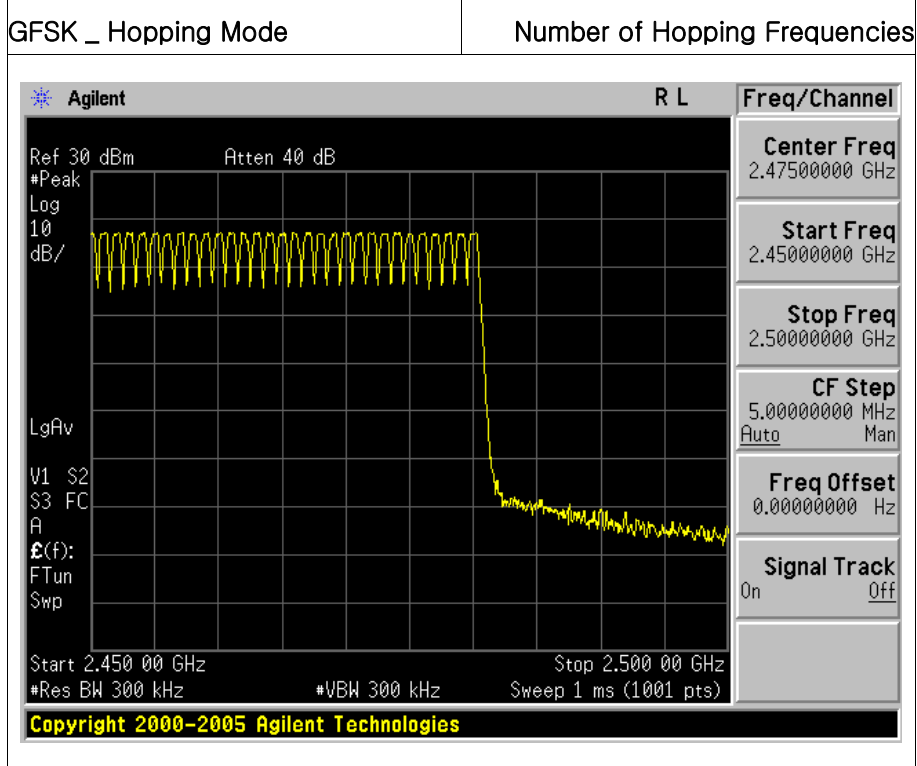 GFSK _ Hopping Mode
Number of Hopping Frequencies
Agilent
R L
Freq/Channel
Ref 30 dBm
Atten 40 dB
#Peak
Log
10
dB/
LgAv
V1 S2
S3 FC
A
£(f):
FTun
Swp
Start 2.450 00 GHz
Stop 2.500 00 GHz
#Res BW 300 kHz
#VBW 300 kHz
Sweep 1 ms (1001 pts)
Center Freq
2.47500000 GHz
Start Freq
2.45000000 GHz
Stop Freq
2.50000000 GHz
CF Step
5.00000000 MHz
Auto Man
Freq Offset
0.00000000 Hz
Signal Track
On Off
Copyright 2000-2005 Agilent Technologies